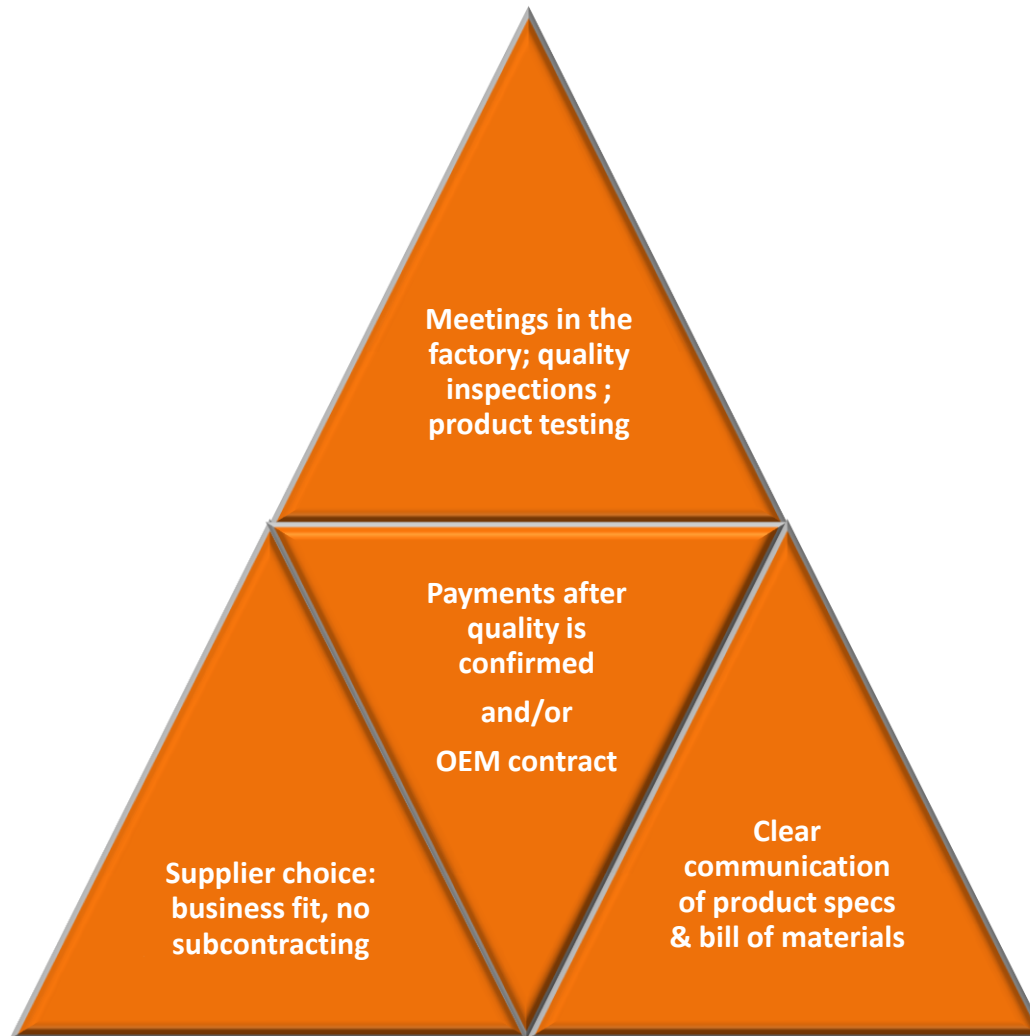 Meetings in the
factory; quality
inspections ;
product testing
Payments after
quality is
confirmed
and/or
OEM contract
Supplier choice:
business fit, no
subcontracting
Clear
communication
of product specs
& bill of materials